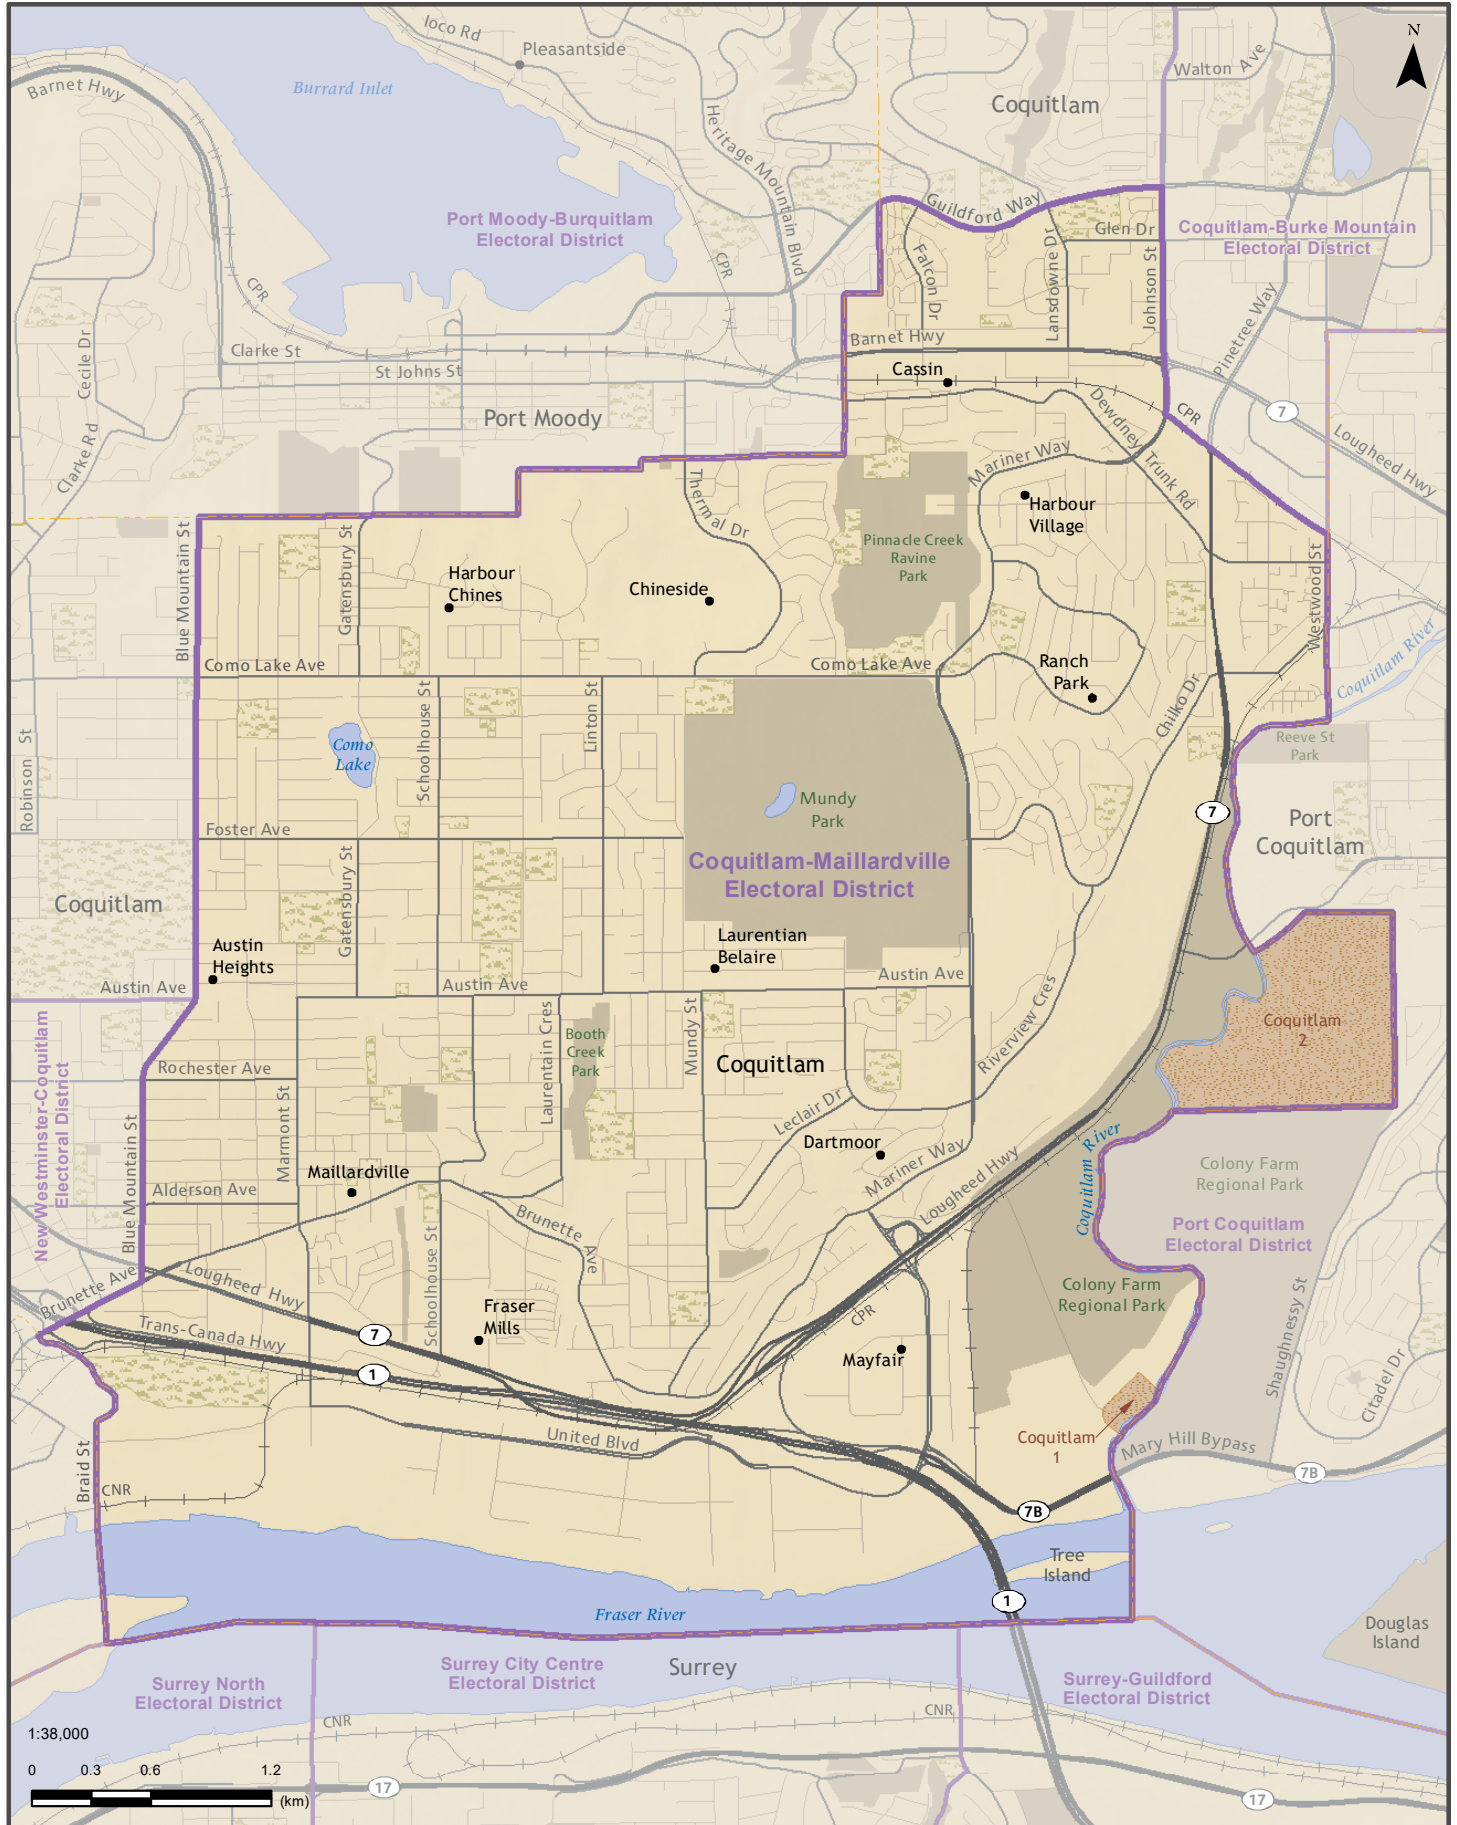 Ioco Rd
N
Pleasantside
Walton Ave
Barnet Hwy
Burrard Inlet
Coquitlam
Heritage Mountain Blvd
Guildford Way
Port Moody-Burquitlam
Electoral District
Glen Dr
Coquitlam-Burke Mountain
Electoral District
CPR
CPR
Falcon Dr
Lansdowne Dr
Johnson St
Pinetree Way
Barnet Hwy
Clarke St
St Johns St
Cecile Dr
Cassin
Port Moody
Dewdney Trunk Rd
CPR
7
Lougheed Hwy
Clarke Rd
Mariner Way
Thermal Dr
Harbour
Village
Blue Mountain St
Gatensbury St
Pinnacle Creek
Ravine
Park
Harbour
Chines
Chineside
Westwood St
Como Lake Ave
Como Lake Ave
Ranch
Park
Coquitlam River
Schoolhouse St
Linton St
Chilko Dr
Robinson St
Como
Lake
Reeve St
Park
Mundy
Park
7
Port
Coquitlam
Foster Ave
Coquitlam-Maillardville
Electoral District
Gatensbury St
Coquitlam
Austin
Heights
Laurentian
Belaire
Austin Ave
Austin Ave
Austin Ave
New Westminster-Coquitlam
Electoral District
Laurentain Cres
Booth
Creek
Park
Mundy St
Riverview Cres
Coquitlam
2
Coquitlam
Rochester Ave
Marmont St
Leclair Dr
Dartmoor
Blue Mountain St
Maillardville
Mariner Way
Coquitlam River
Colony Farm
Regional Park
Alderson Ave
Lougheed Hwy
Port Coquitlam
Electoral District
Brunette Ave
Schoolhouse St
Brunette Ave
Lougheed Hwy
Colony Farm
Regional Park
Shaughnessy St
Fraser
Mills
CPR
Trans-Canada Hwy
7
Mayfair
1
Citadel Dr
United Blvd
Coquitlam
1
Mary Hill Bypass
Braid St
7B
CNR
7B
Tree
Island
1
Fraser River
Douglas
Island
Surrey North
Electoral District
Surrey City Centre
Electoral District
Surrey
Surrey-Guildford
Electoral District
CNR
CNR
1:38,000
0 0.3 0.6 1.2
(km)
17
17